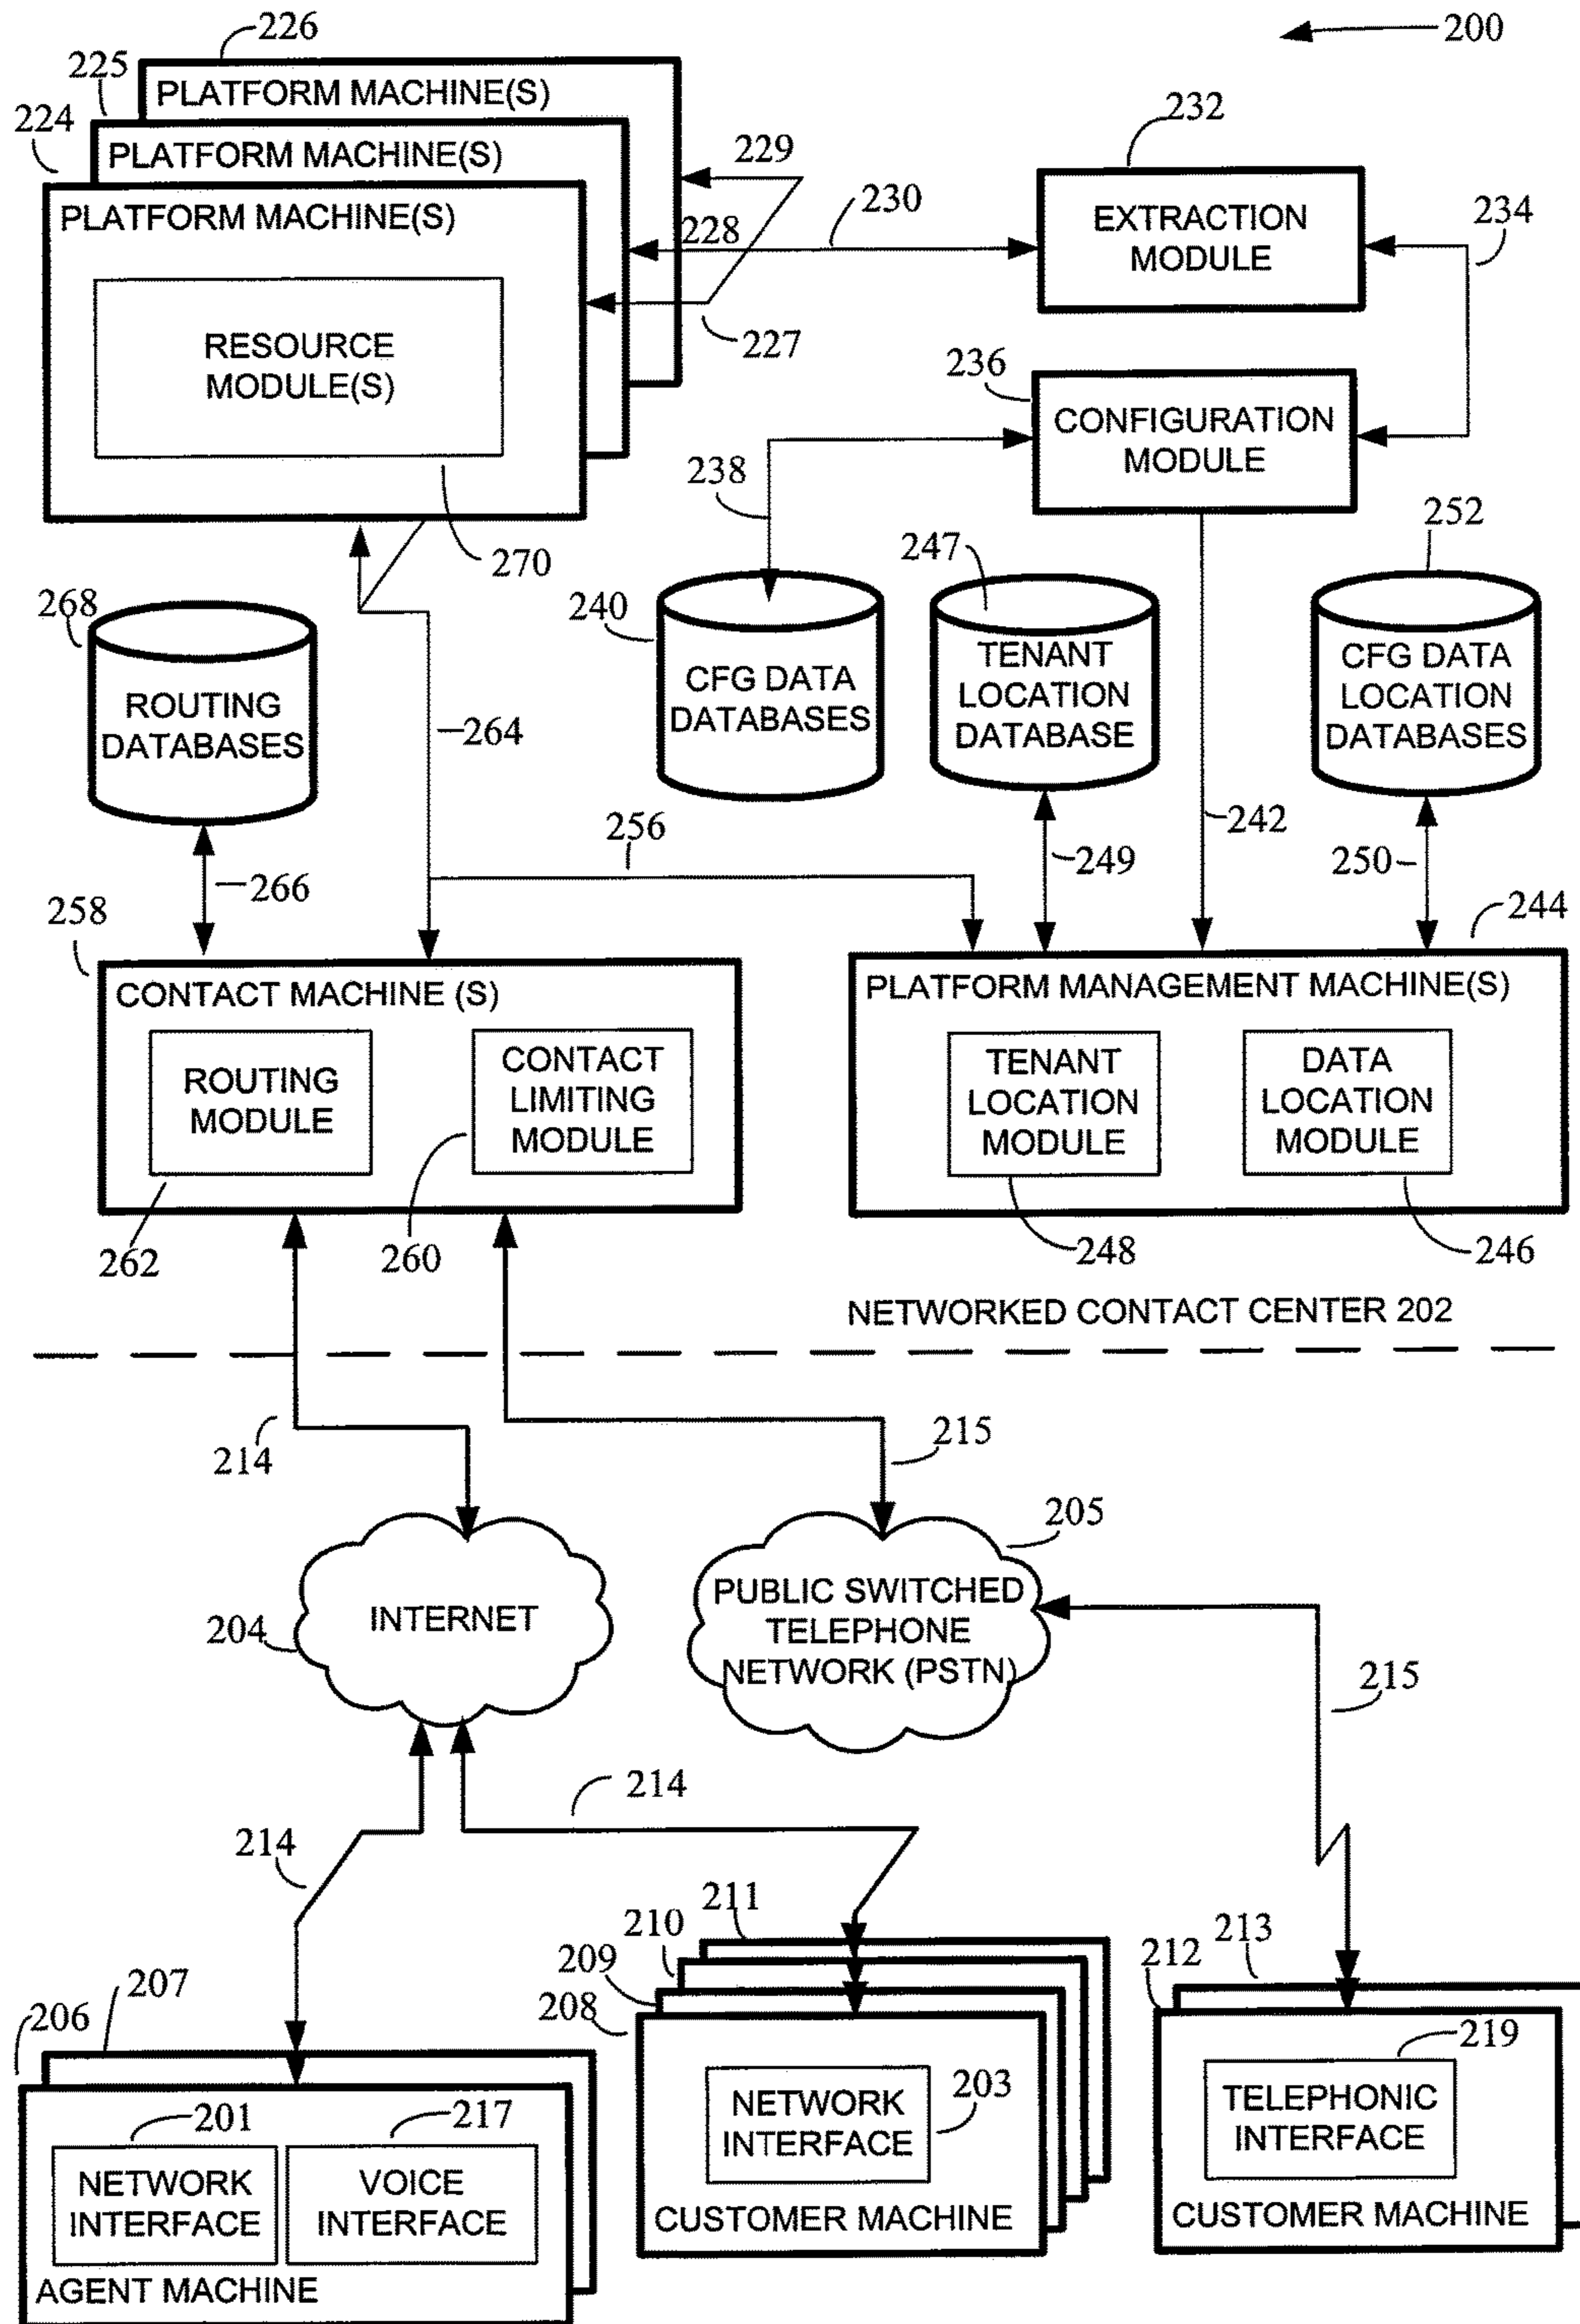 200
226
PLATFORM MACHINE(S)
225
PLATFORM MACHINE(S)
224
PLATFORM MACHINE(S)
RESOURCE
MODULE(S)
270
229
228
227
230
232
EXTRACTION
MODULE
234
236
CONFIGURATION
MODULE
238
268
ROUTING
DATABASES
264
240
CFG DATA
DATABASES
247
TENANT
LOCATION
DATABASE
252
CFG DATA
LOCATION
DATABASES
242
266
256
249
250
258
CONTACT MACHINE (S)
ROUTING
MODULE
CONTACT
LIMITING
MODULE
262
260
244
PLATFORM MANAGEMENT MACHINE(S)
TENANT
LOCATION
MODULE
DATA
LOCATION
MODULE
248
246
NETWORKED CONTACT CENTER 202
214
215
204
INTERNET
205
PUBLIC SWITCHED
TELEPHONE
NETWORK (PSTN)
215
214
214
206
207
201
217
NETWORK
INTERFACE
VOICE
INTERFACE
AGENT MACHINE
211
210
209
208
NETWORK
INTERFACE
203
CUSTOMER MACHINE
213
212
219
TELEPHONIC
INTERFACE
CUSTOMER MACHINE